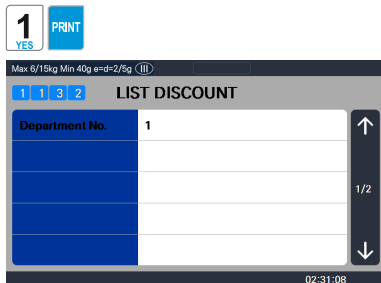 1
YES
PRINT
Max 6/15kg Min 40g e=d=2/5g III
1 1 3 2 LIST DISCOUNT
Department No. 1
1/2
02:31:08